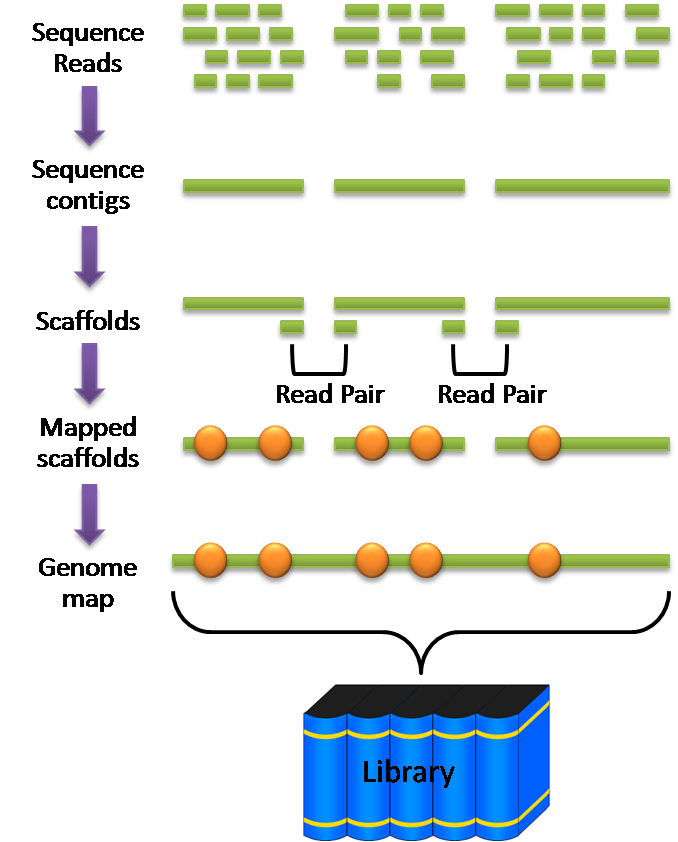 Sequence
Reads
Sequence
contigs
Scaffolds
Read Pair
Read Pair
Mapped
scaffolds
Genome
map
Library